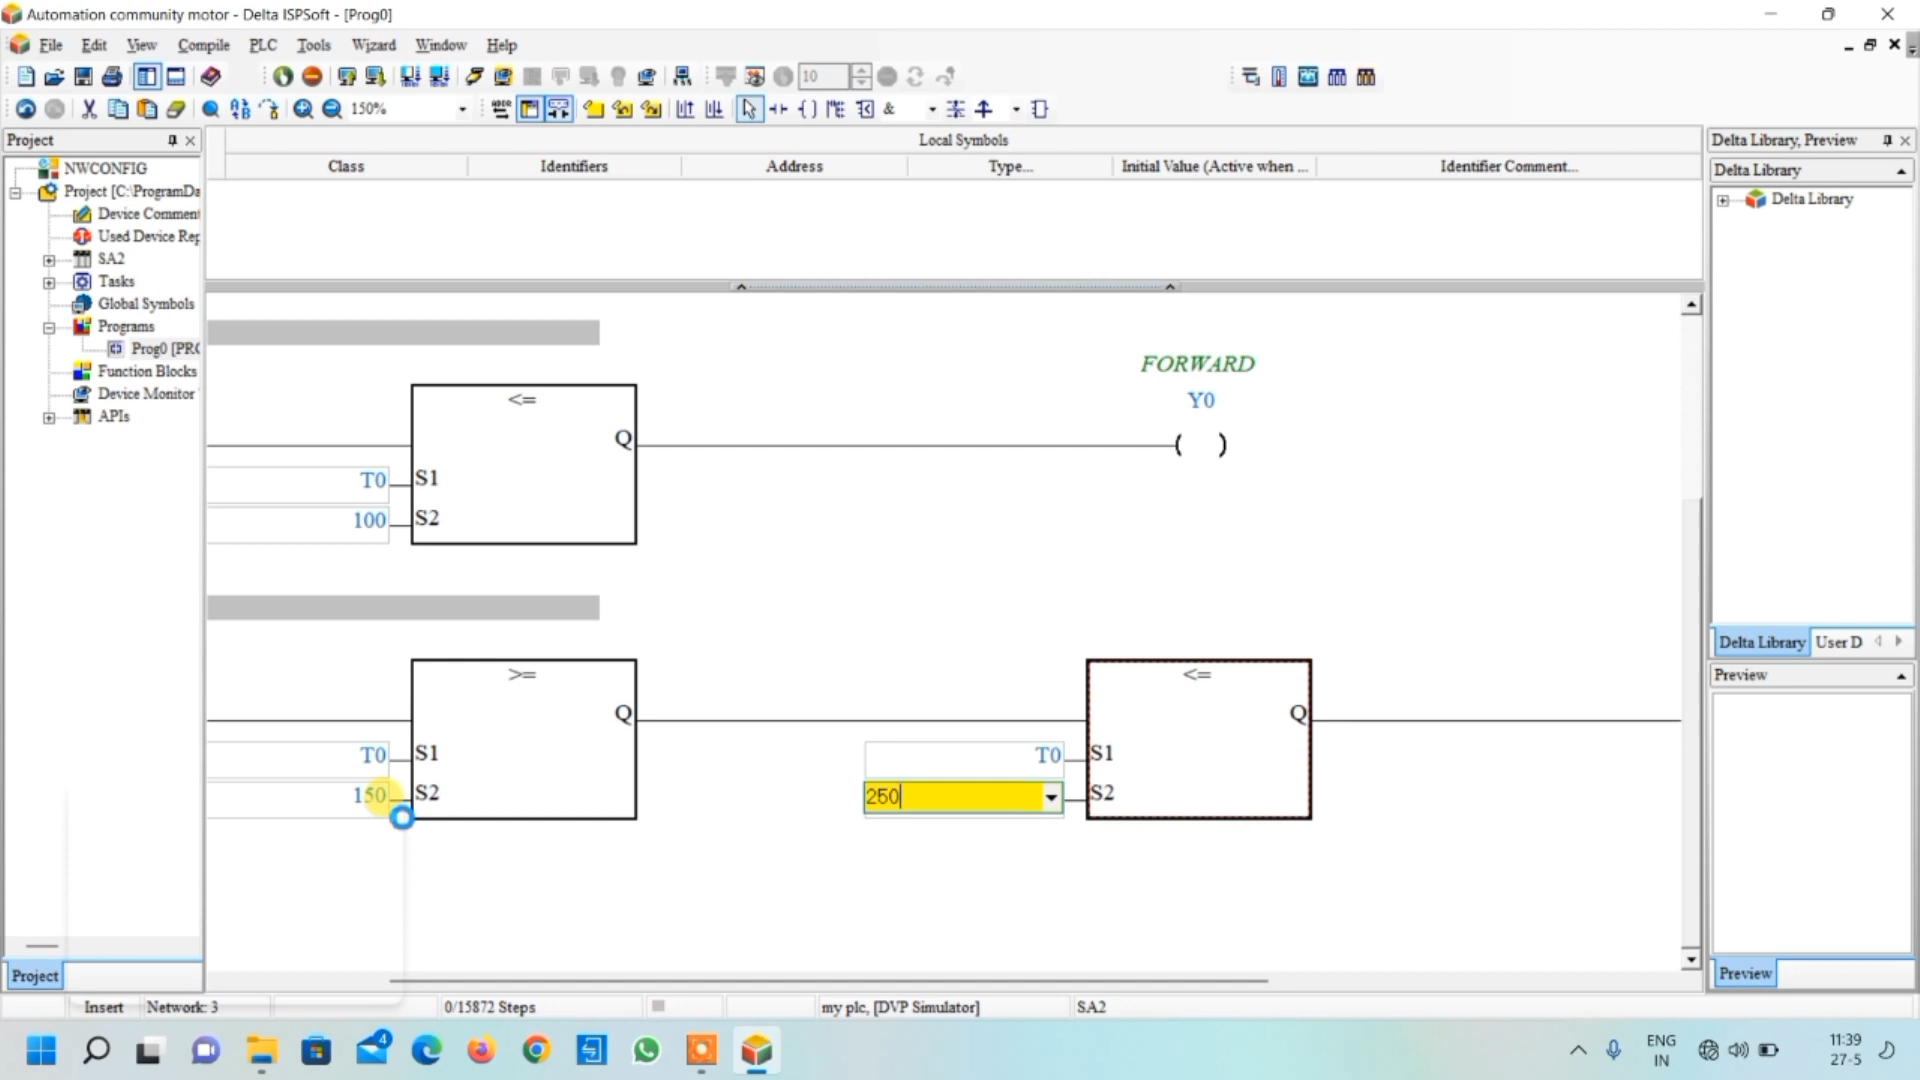 Automation community motor - Delta ISPSoft - [Prog0]
File Edit View Compile PLC Tools Wizard Window Help
10
150%
&
Project
NWCONFIG
Project [C:\ProgramDa
Device Commen
Used Device Rep
SA2
Tasks
Global Symbols
Programs
Prog0 [PRO
Function Blocks
Device Monitor
APIs
Project
Local Symbols
Class Identifiers Address Type... Initial Value (Active when ... Identifier Comment...
FORWARD
Y0
<=
Q
T0 S1
100 S2
>=
Q
T0 S1
150 S2
<=
Q
T0 S1
250 S2
Delta Library, Preview
Delta Library
Delta Library
Delta Library User D
Preview
Preview
Insert Network: 3 0/15872 Steps my plc, [DVP Simulator] SA2
4
ENG
IN
11:39
27-5